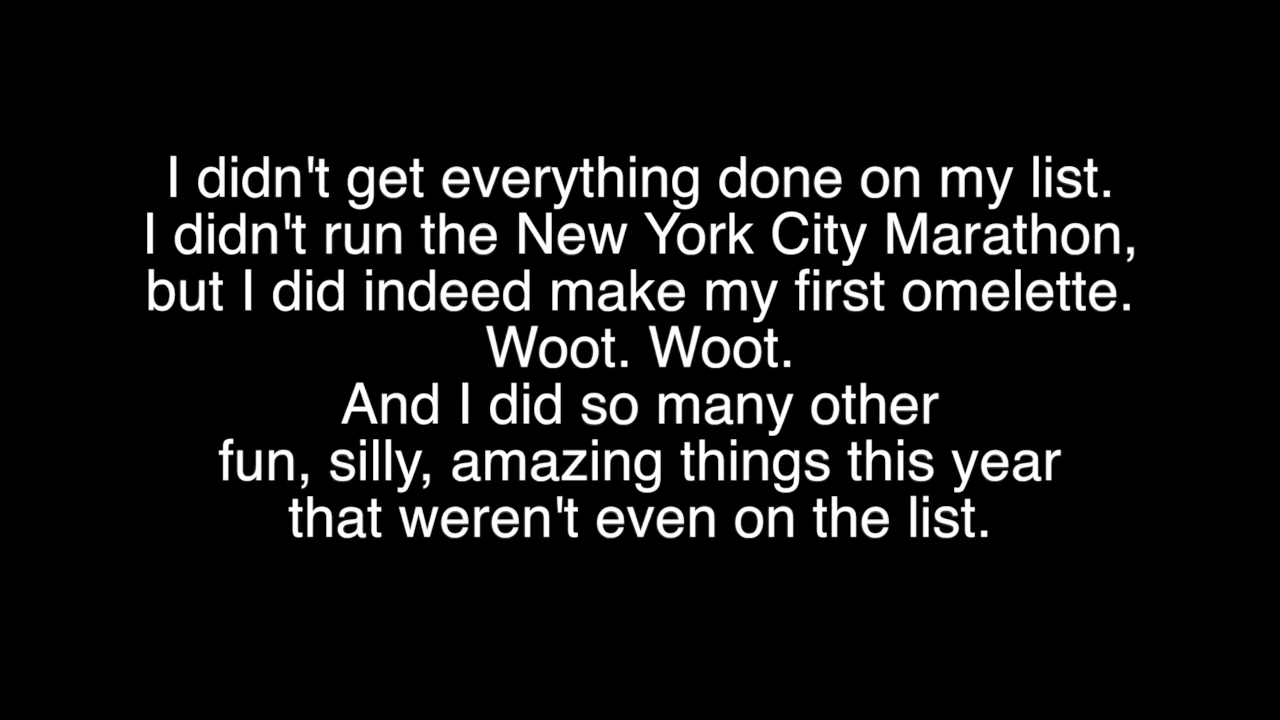 I didn't get everything done on my list.
I didn't run the New York City Marathon,
but I did indeed make my first omelette.
Woot. Woot.
And I did so many other
fun, silly, amazing things this year
that weren't even on the list.